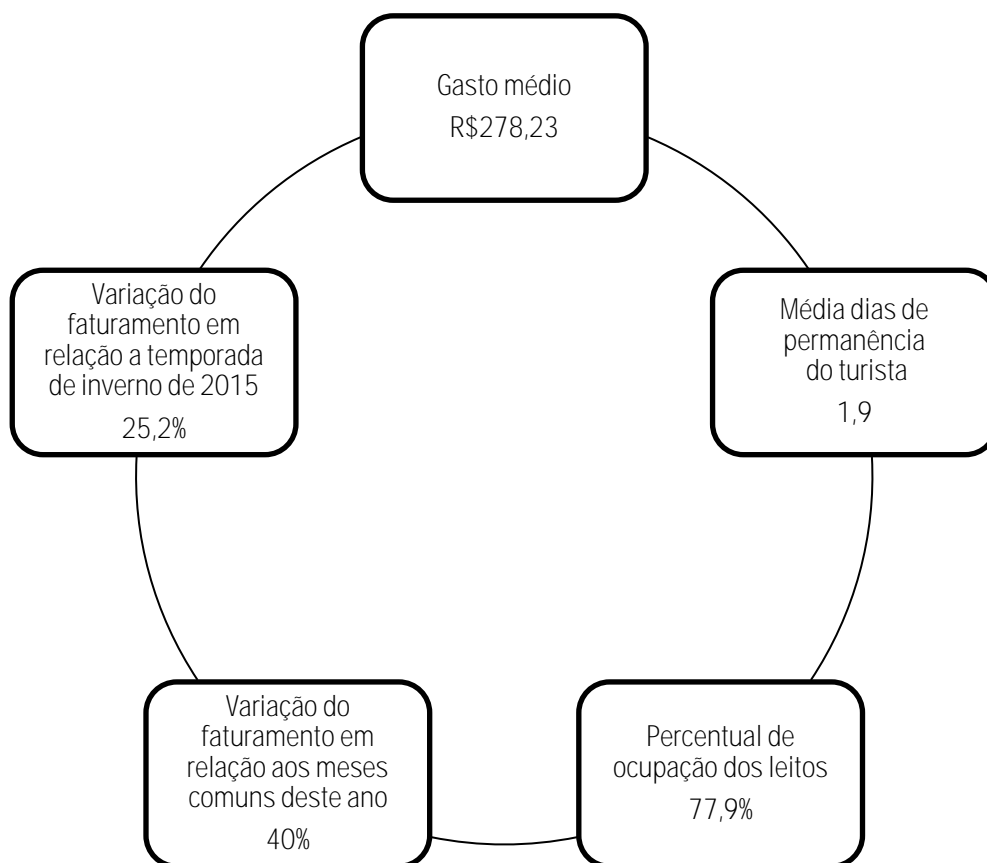 Gasto médio
R$278,23
Variação do
faturamento em
relação a temporada
de inverno de 2015
25,2%
Média dias de
permanência
do turista
1,9
Variação do
faturamento em
relação aos meses
comuns deste ano
40%
Percentual de
ocupação dos leitos
77,9%